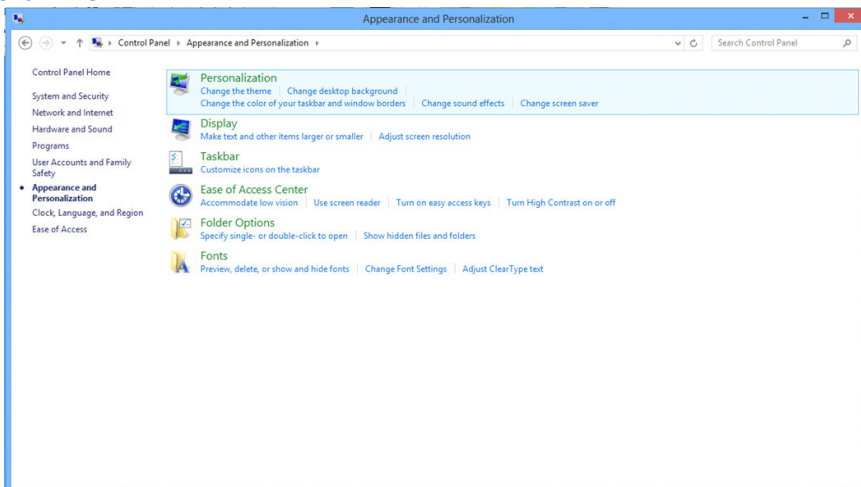 Appearance and Personalization
Control Panel Appearance and Personalization Search Control Panel
Control Panel Home
System and Security
Network and Internet
Hardware and Sound
Programs
User Accounts and Family
Safety
Appearance and
Personalization
Clock, Language, and Region
Ease of Access
Personalization
Change the theme Change desktop background
Change the color of your taskbar and window borders Change sound effects Change screen saver
Display
Make text and other items larger or smaller Adjust screen resolution
Taskbar
Customize icons on the taskbar
Ease of Access Center
Accommodate low vision Use screen reader Turn on easy access keys Turn High Contrast on or off
Folder Options
Specify single- or double-click to open Show hidden files and folders
Fonts
Preview, delete, or show and hide fonts Change Font Settings Adjust ClearType text